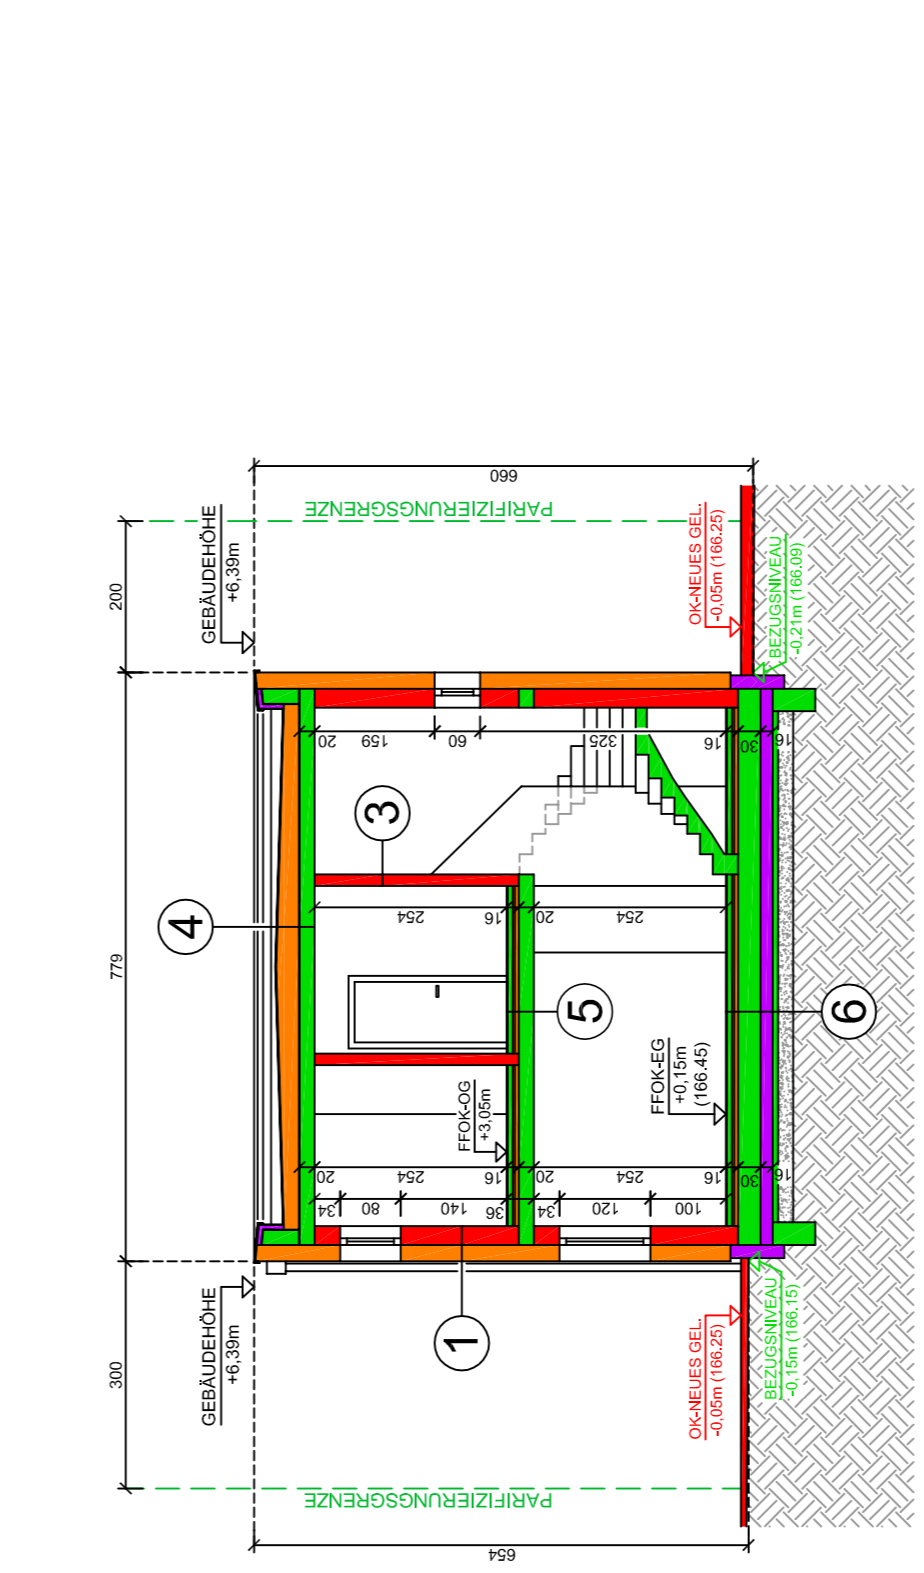 660
PARIFIZIERUNGSGRENZE
200
GEBÄUDEHÖHE
+6,39m
OK-NEUES GEL.
-0,05m (166.25)
BEZUGSNIVEAU
-0,21m (166.09)
20
159
60
325
16
30
16
3
4
779
254
16
20
254
5
6
FFOK-OG
+3,05m
FFOK-EG
+0,15m
(166.45)
20
254
16
20
254
16
30
16
34
80
140
36
34
120
100
1
GEBÄUDEHÖHE
+6,39m
OK-NEUES GEL.
-0,05m (166.25)
BEZUGSNIVEAU
-0,15m (166.15)
300
PARIFIZIERUNGSGRENZE
654